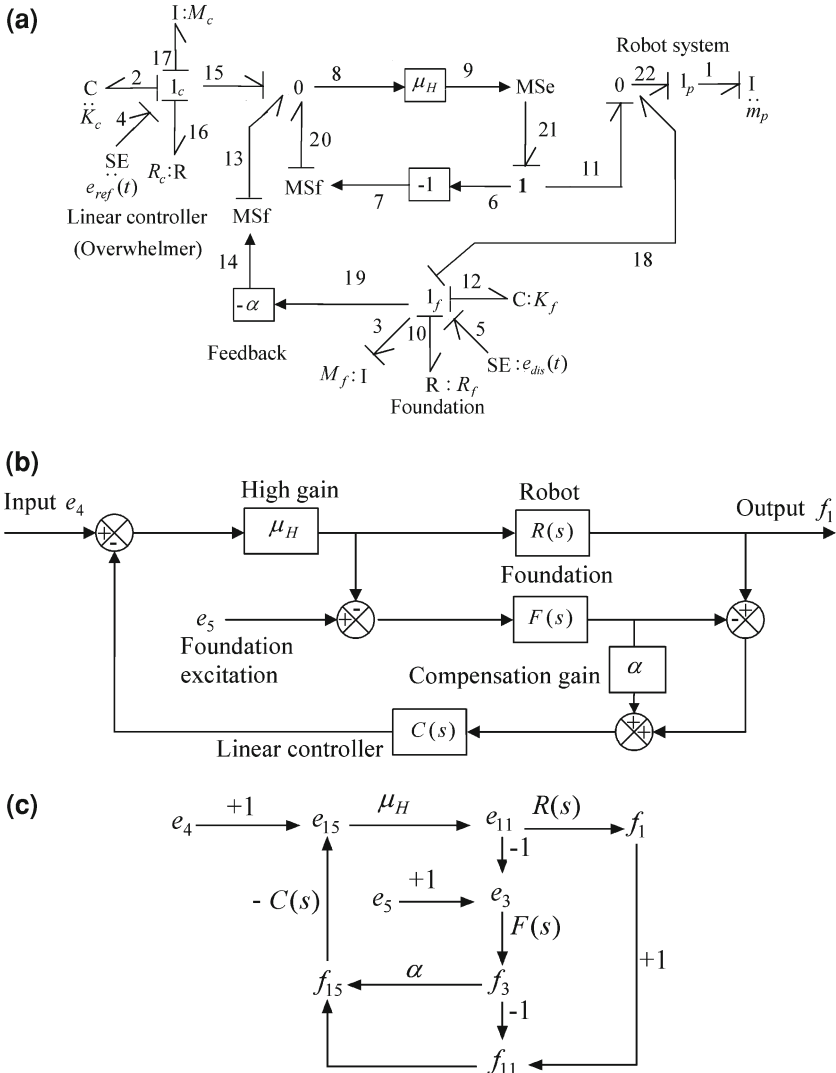 (a)
I : M_c
Robot system
17
15
8
μ_H
9
MSe
0
22
1_p
1
I
C
2
1_c
0
K_c
4
16
20
21
m_p
SE
R_c : R
13
11
e_ref(t)
MSf
7
-1
6
1
Linear controller
MSf
(Overwhelmer)
14
18
19
12
-α
1_f
C : K_f
3
10
5
Feedback
M_f : I
SE : e_dis(t)
R : R_f
Foundation
(b)
High gain
Robot
Input e_4
Output f_1
+
-
μ_H
R(s)
Foundation
-
+
-
e_5
+
F(s)
-
Foundation
excitation
Compensation gain
α
Linear controller
C(s)
+
+
(c)
e_4
+1
e_15
μ_H
e_11
R(s)
f_1
-1
- C(s)
e_5
+1
e_3
F(s)
+1
f_15
α
f_3
-1
f_11